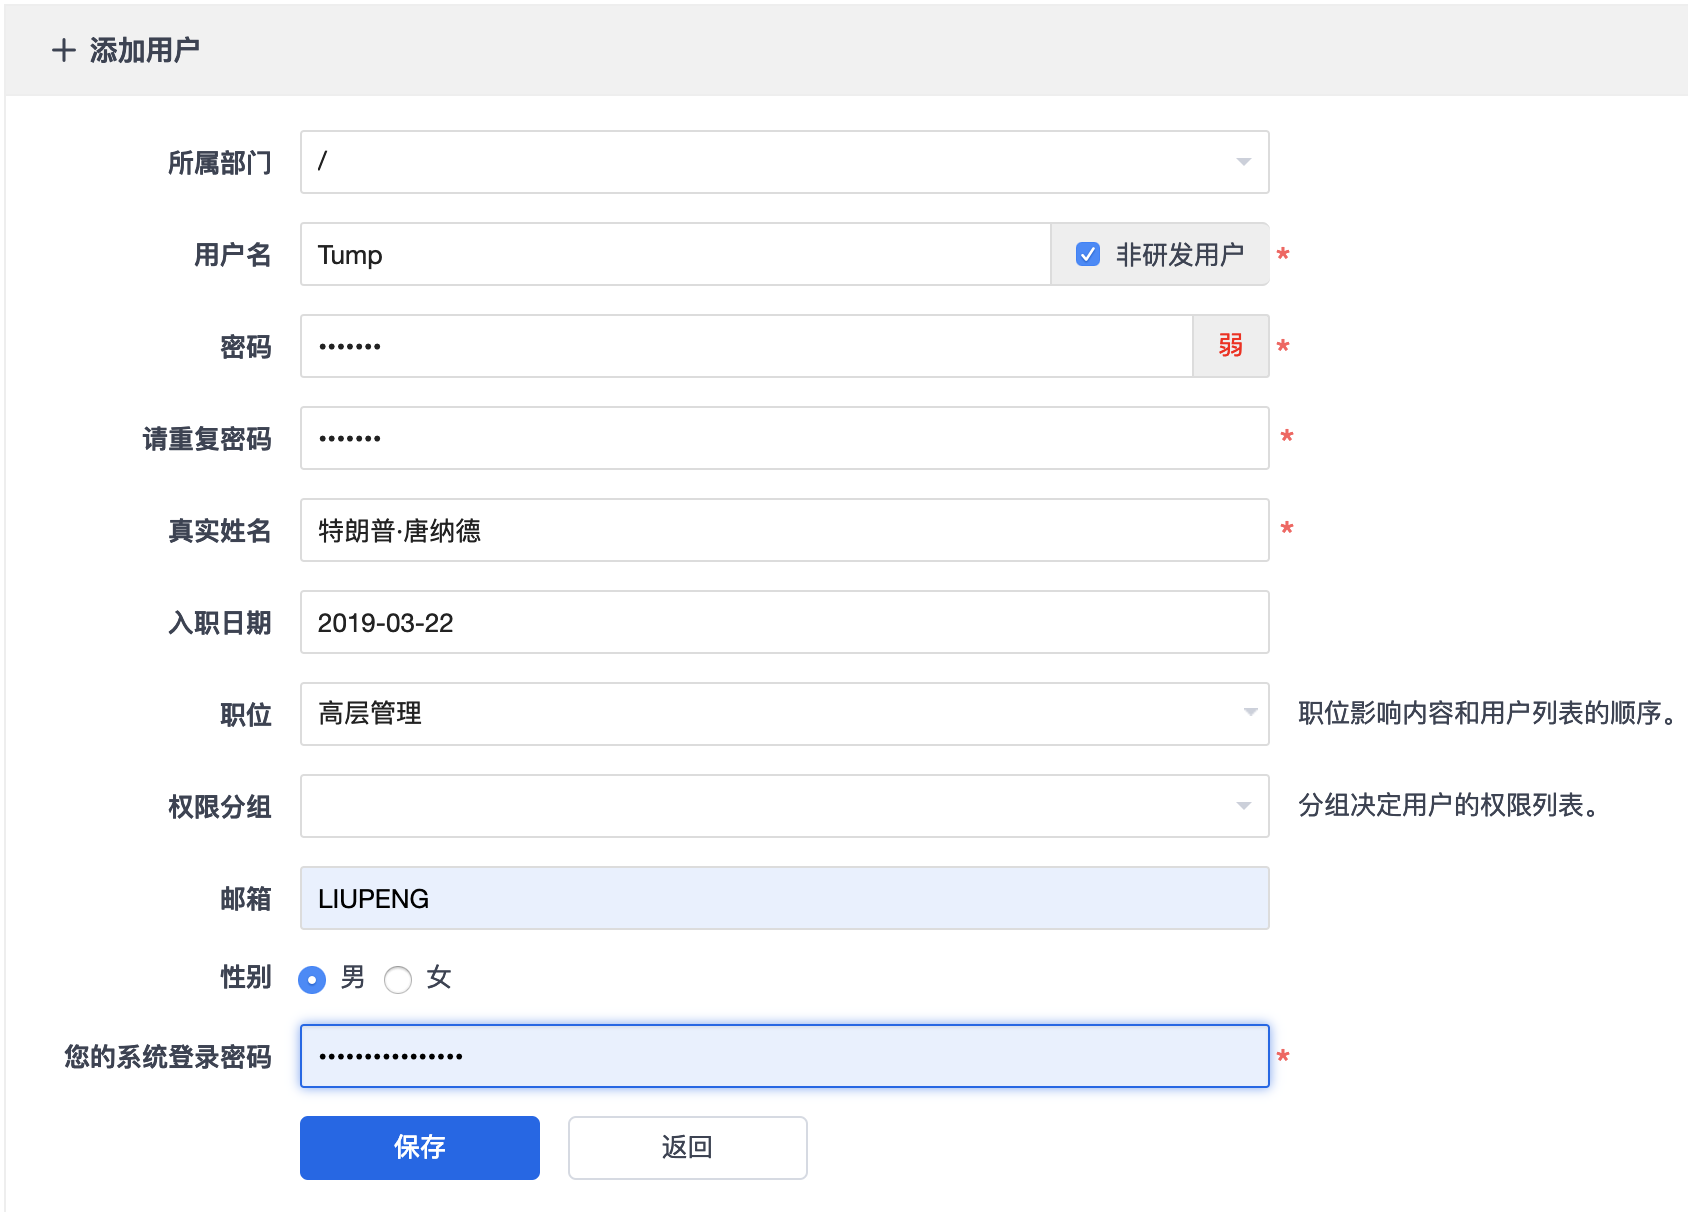 添加用户
所属部门 /
用户名 Tump 非研发用户 *
密码 ••••••• 弱 *
请重复密码 ••••••• *
真实姓名 特朗普·唐纳德 *
入职日期 2019-03-22
职位 高层管理 职位影响内容和用户列表的顺序。
权限分组 分组决定用户的权限列表。
邮箱 LIUPENG
性别 男 女
您的系统登录密码 •••••••••••••••• *
保存 返回